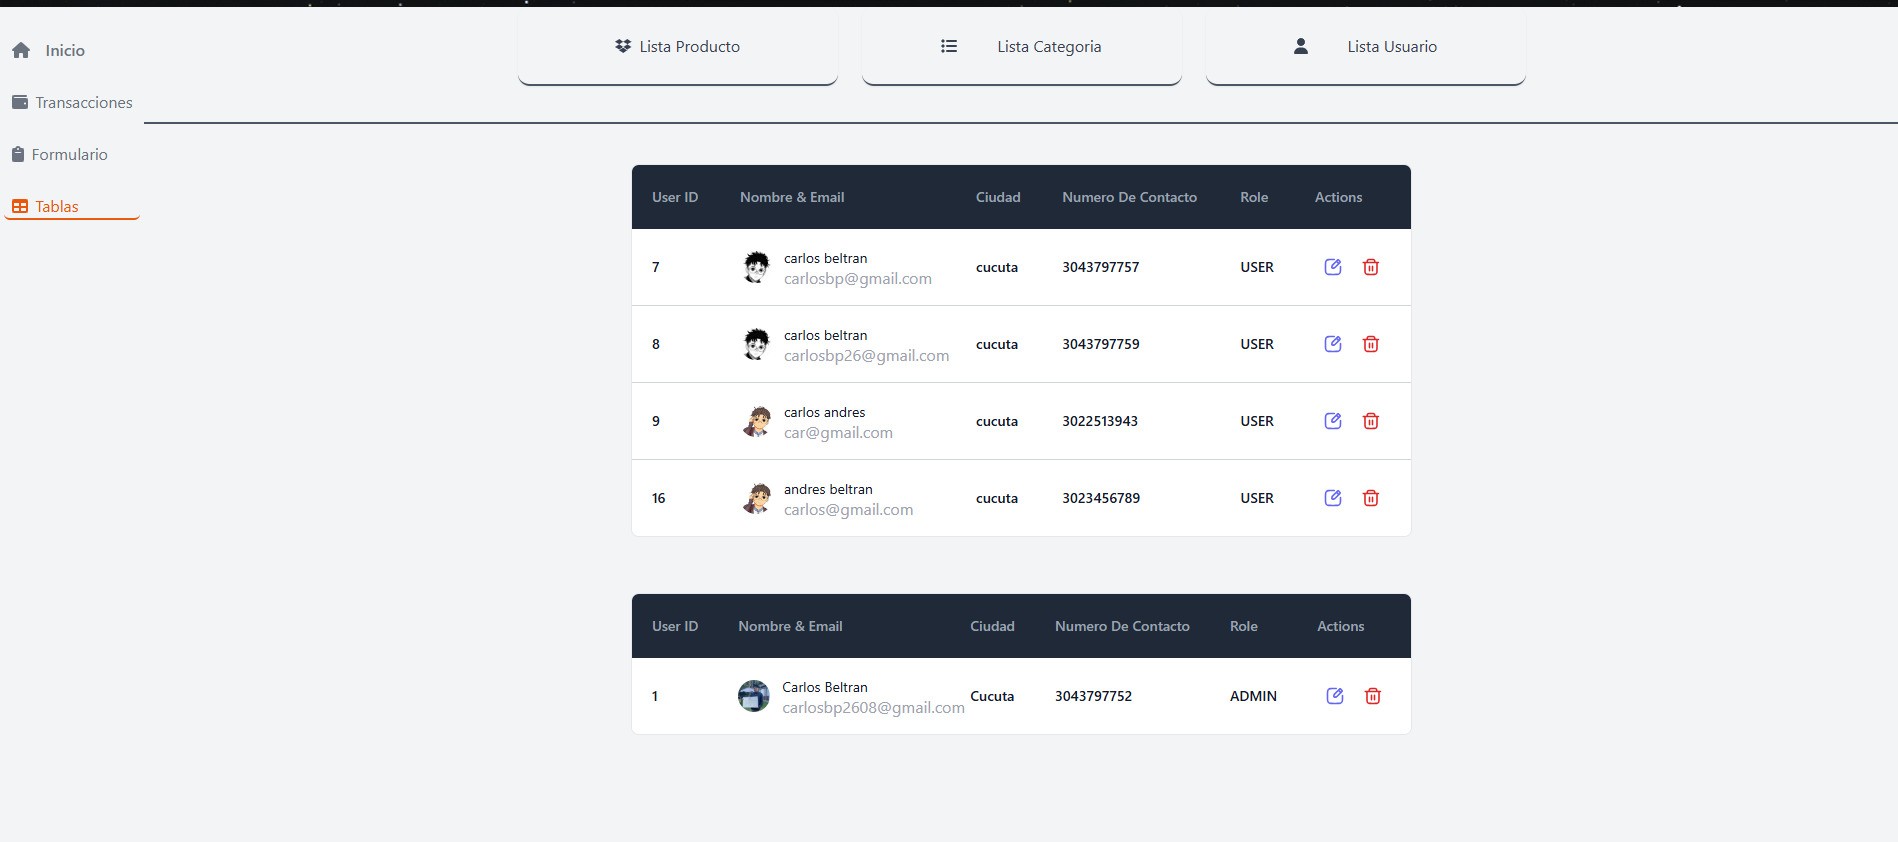 Inicio
Transacciones
Formulario
Tablas
Lista Producto
Lista Categoria
Lista Usuario
User ID Nombre & Email Ciudad Numero De Contacto Role Actions
7 carlos beltran cucuta 3043797757 USER
carlosbp@gmail.com
8 carlos beltran cucuta 3043797759 USER
carlosbp26@gmail.com
9 carlos andres cucuta 3022513943 USER
car@gmail.com
16 andres beltran cucuta 3023456789 USER
carlos@gmail.com
User ID Nombre & Email Ciudad Numero De Contacto Role Actions
1 Carlos Beltran Cucuta 3043797752 ADMIN
carlosbp2608@gmail.com